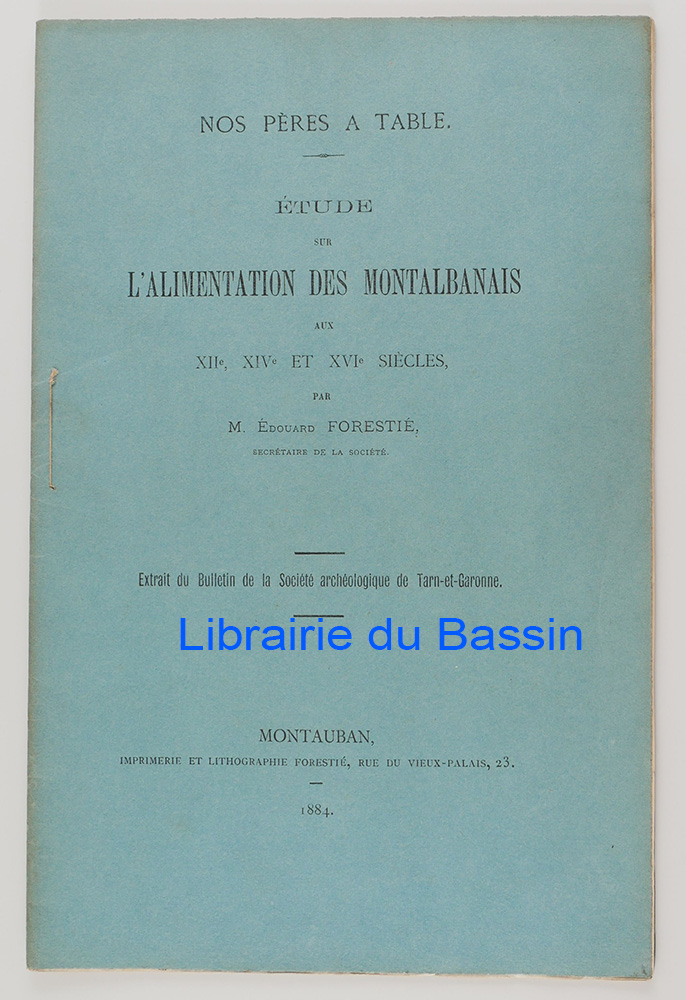 NOS PÈRES A TABLE.
ÉTUDE
SUR
L'ALIMENTATION DES MONTALBANAIS
AUX
XIIe, XIVe ET XVIe SIÈCLES,
PAR
M. ÉDOUARD FORESTIÉ,
SECRÉTAIRE DE LA SOCIÉTÉ.
Extrait du Bulletin de la Société archéologique de Tarn-et-Garonne.
Librairie du Bassin
MONTAUBAN,
IMPRIMERIE ET LITHOGRAPHIE FORESTIÉ, RUE DU VIEUX-PALAIS, 23.
1884.